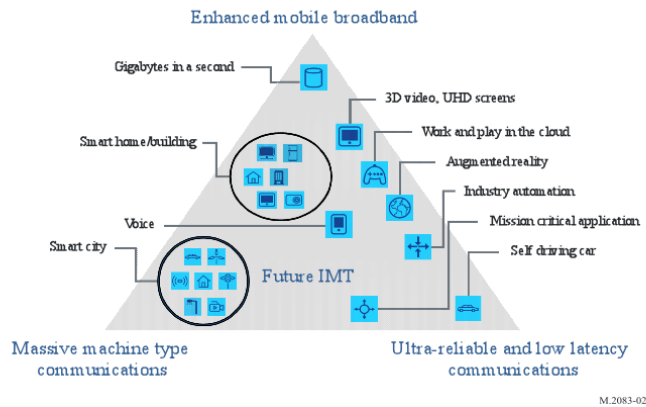 Enhanced mobile broadband
Gigabytes in a second
3D video, UHD screens
Work and play in the cloud
Smart home/building
Augmented reality
Industry automation
Voice
Mission critical application
Smart city
Self driving car
Future IMT
Massive machine type
communications
Ultra-reliable and low latency
communications
M.2083-02